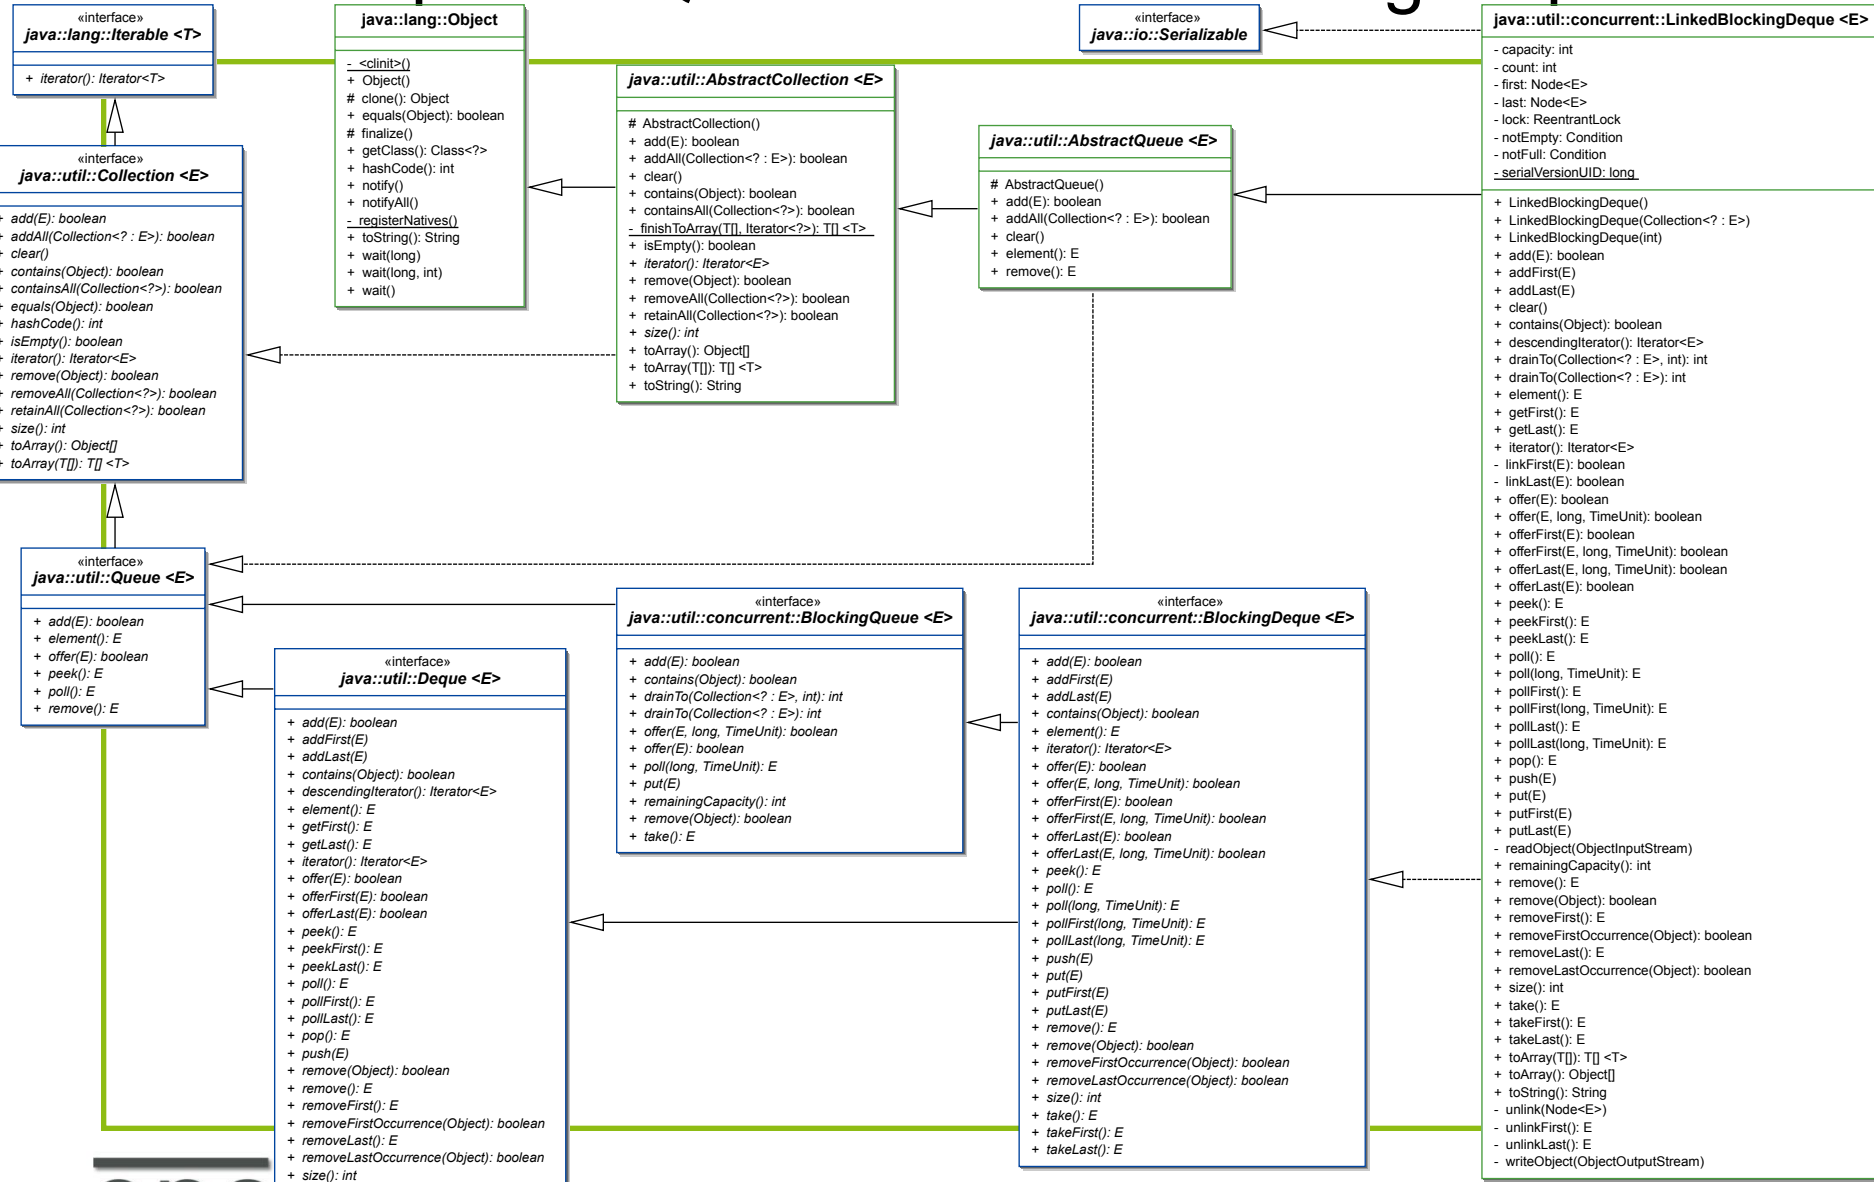 «interface»
java::lang::Iterable <T>
+ iterator(): Iterator<T>
java::lang::Object
- <clinit>()
+ Object()
# clone(): Object
+ equals(Object): boolean
# finalize()
+ getClass(): Class<?>
+ hashCode(): int
+ notify()
+ notifyAll()
- registerNatives()
+ toString(): String
+ wait(long)
+ wait(long, int)
+ wait()
«interface»
java::io::Serializable
java::util::AbstractCollection <E>
# AbstractCollection()
+ add(E): boolean
+ addAll(Collection<? : E>): boolean
+ clear()
+ contains(Object): boolean
+ containsAll(Collection<?>): boolean
- finishToArray(T[], Iterator<?>): T[] <T>
+ isEmpty(): boolean
+ iterator(): Iterator<E>
+ remove(Object): boolean
+ removeAll(Collection<?>): boolean
+ retainAll(Collection<?>): boolean
+ size(): int
+ toArray(): Object[]
+ toArray(T[]): T[] <T>
+ toString(): String
java::util::AbstractQueue <E>
# AbstractQueue()
+ add(E): boolean
+ addAll(Collection<? : E>): boolean
+ clear()
+ element(): E
+ remove(): E
«interface»
java::util::Collection <E>
+ add(E): boolean
+ addAll(Collection<? : E>): boolean
+ clear()
+ contains(Object): boolean
+ containsAll(Collection<?>): boolean
+ equals(Object): boolean
+ hashCode(): int
+ isEmpty(): boolean
+ iterator(): Iterator<E>
+ remove(Object): boolean
+ removeAll(Collection<?>): boolean
+ retainAll(Collection<?>): boolean
+ size(): int
+ toArray(): Object[]
+ toArray(T[]): T[] <T>
«interface»
java::util::Queue <E>
+ add(E): boolean
+ element(): E
+ offer(E): boolean
+ peek(): E
+ poll(): E
+ remove(): E
«interface»
java::util::Deque <E>
+ add(E): boolean
+ addFirst(E)
+ addLast(E)
+ contains(Object): boolean
+ descendingIterator(): Iterator<E>
+ element(): E
+ getFirst(): E
+ getLast(): E
+ iterator(): Iterator<E>
+ offer(E): boolean
+ offerFirst(E): boolean
+ offerLast(E): boolean
+ peek(): E
+ peekFirst(): E
+ peekLast(): E
+ poll(): E
+ pollFirst(): E
+ pollLast(): E
+ pop(): E
+ push(E)
+ remove(Object): boolean
+ remove(): E
+ removeFirst(): E
+ removeFirstOccurrence(Object): boolean
+ removeLast(): E
+ removeLastOccurrence(Object): boolean
+ size(): int
«interface»
java::util::concurrent::BlockingQueue <E>
+ add(E): boolean
+ contains(Object): boolean
+ drainTo(Collection<? : E>, int): int
+ drainTo(Collection<? : E>): int
+ offer(E, long, TimeUnit): boolean
+ offer(E): boolean
+ poll(long, TimeUnit): E
+ put(E)
+ remainingCapacity(): int
+ remove(Object): boolean
+ take(): E
«interface»
java::util::concurrent::BlockingDeque <E>
+ add(E): boolean
+ addFirst(E)
+ addLast(E)
+ contains(Object): boolean
+ element(): E
+ iterator(): Iterator<E>
+ offer(E): boolean
+ offer(E, long, TimeUnit): boolean
+ offerFirst(E): boolean
+ offerFirst(E, long, TimeUnit): boolean
+ offerLast(E): boolean
+ offerLast(E, long, TimeUnit): boolean
+ peek(): E
+ poll(): E
+ poll(long, TimeUnit): E
+ pollFirst(long, TimeUnit): E
+ pollLast(long, TimeUnit): E
+ push(E)
+ put(E)
+ putFirst(E)
+ putLast(E)
+ remove(): E
+ remove(Object): boolean
+ removeFirstOccurrence(Object): boolean
+ removeLastOccurrence(Object): boolean
+ size(): int
+ take(): E
+ takeFirst(): E
+ takeLast(): E
java::util::concurrent::LinkedBlockingDeque <E>
- capacity: int
- count: int
- first: Node<E>
- last: Node<E>
- lock: ReentrantLock
- notEmpty: Condition
- notFull: Condition
- serialVersionUID: long
+ LinkedBlockingDeque()
+ LinkedBlockingDeque(Collection<? : E>)
+ LinkedBlockingDeque(int)
+ add(E): boolean
+ addFirst(E)
+ addLast(E)
+ clear()
+ contains(Object): boolean
+ descendingIterator(): Iterator<E>
+ drainTo(Collection<? : E>, int): int
+ drainTo(Collection<? : E>): int
+ element(): E
+ getFirst(): E
+ getLast(): E
+ iterator(): Iterator<E>
- linkFirst(E): boolean
- linkLast(E): boolean
+ offer(E): boolean
+ offer(E, long, TimeUnit): boolean
+ offerFirst(E): boolean
+ offerFirst(E, long, TimeUnit): boolean
+ offerLast(E, long, TimeUnit): boolean
+ offerLast(E): boolean
+ peek(): E
+ peekFirst(): E
+ peekLast(): E
+ poll(): E
+ poll(long, TimeUnit): E
+ pollFirst(): E
+ pollFirst(long, TimeUnit): E
+ pollLast(): E
+ pollLast(long, TimeUnit): E
+ pop(): E
+ push(E)
+ put(E)
+ putFirst(E)
+ putLast(E)
- readObject(ObjectInputStream)
+ remainingCapacity(): int
+ remove(): E
+ remove(Object): boolean
+ removeFirst(): E
+ removeFirstOccurrence(Object): boolean
+ removeLast(): E
+ removeLastOccurrence(Object): boolean
+ size(): int
+ take(): E
+ takeFirst(): E
+ takeLast(): E
+ toArray(T[]): T[] <T>
+ toArray(): Object[]
+ toString(): String
- unlink(Node<E>)
- unlinkFirst(): E
- unlinkLast(): E
- writeObject(ObjectOutputStream)